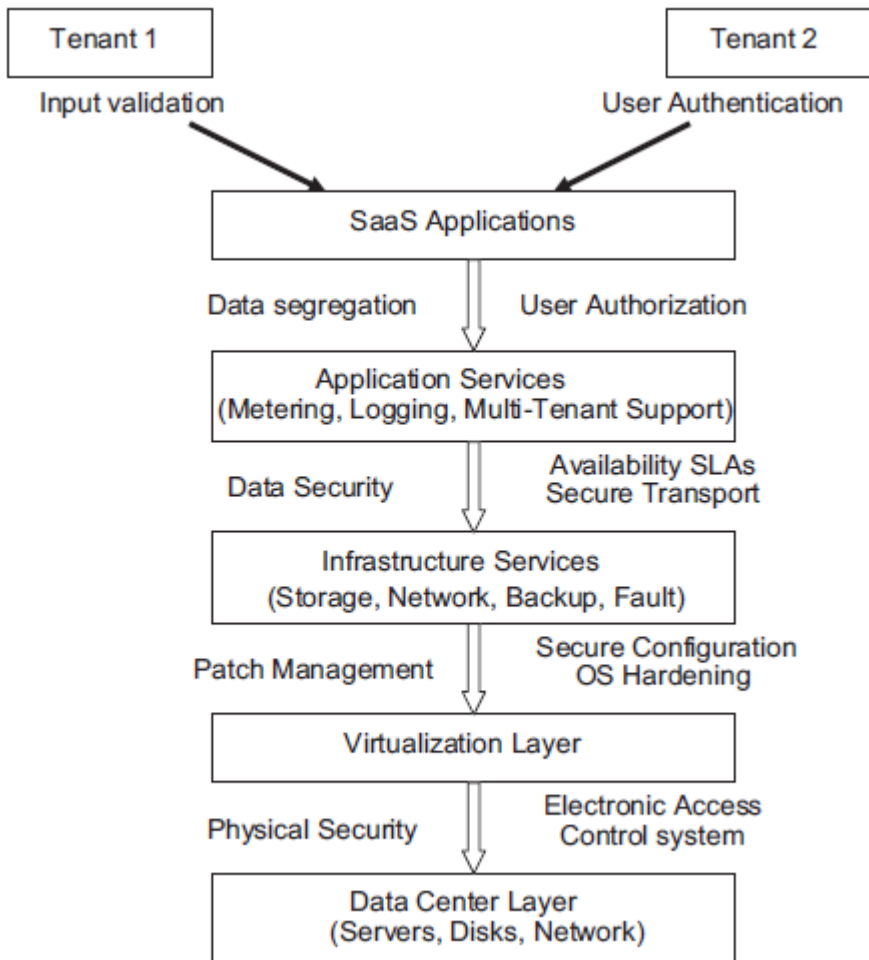 Tenant 1
Tenant 2
Input validation
User Authentication
SaaS Applications
Data segregation
User Authorization
Application Services
(Metering, Logging, Multi-Tenant Support)
Data Security
Availability SLAs
Secure Transport
Infrastructure Services
(Storage, Network, Backup, Fault)
Patch Management
Secure Configuration
OS Hardening
Virtualization Layer
Physical Security
Electronic Access
Control system
Data Center Layer
(Servers, Disks, Network)